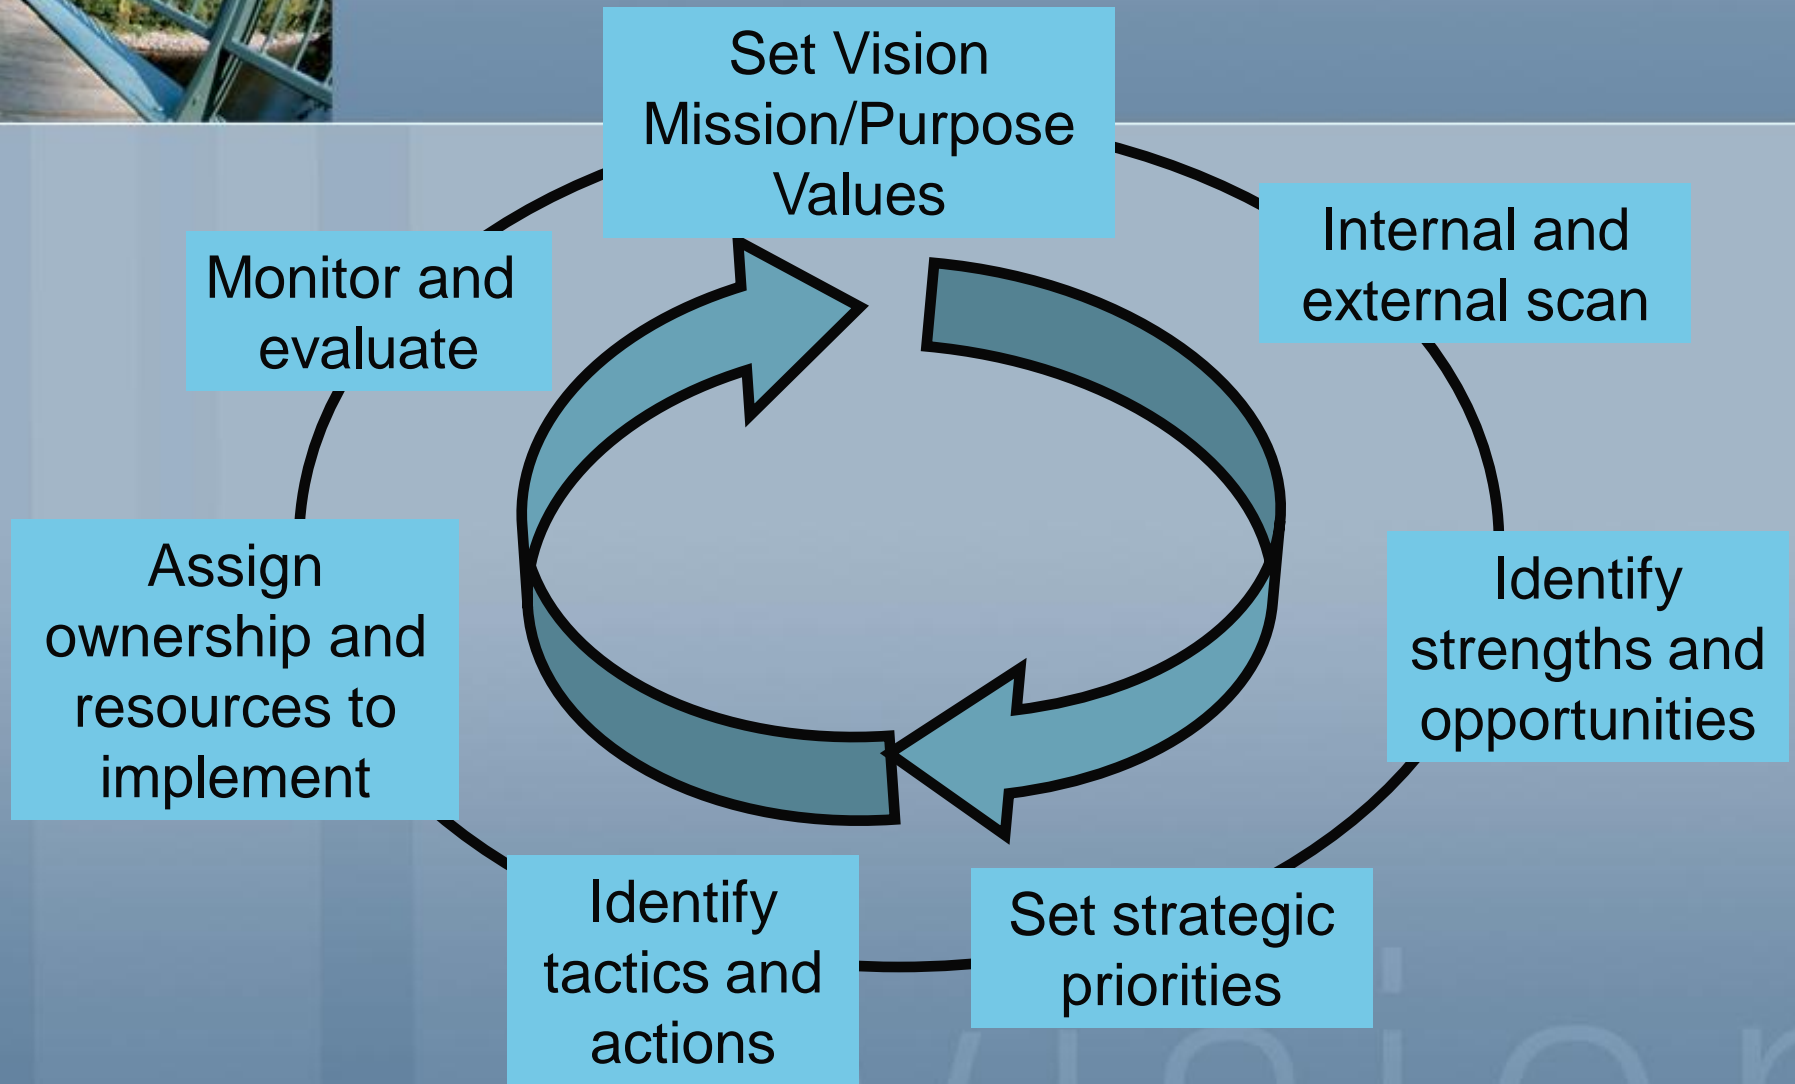 Set Vision
Mission/Purpose
Values
Internal and
external scan
Identify
strengths and
opportunities
Set strategic
priorities
Identify
tactics and
actions
Assign
ownership and
resources to
implement
Monitor and
evaluate